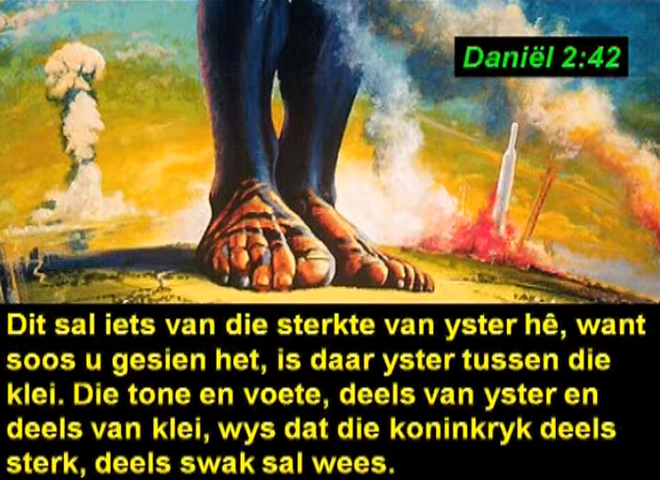 Daniël 2:42
Dit sal iets van die sterkte van yster hê, want
soos u gesien het, is daar yster tussen die
klei. Die tone en voete, deels van yster en
deels van klei, wys dat die koninkryk deels
sterk, deels swak sal wees.